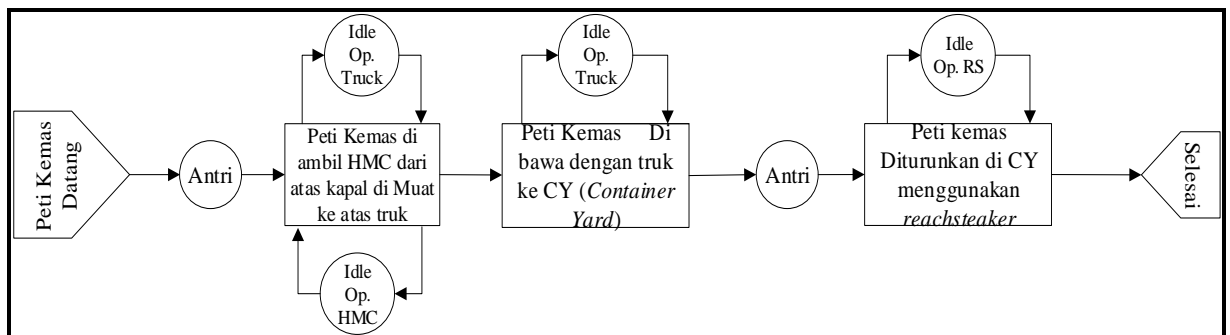 Peti Kemas
Datang
Antri
Idle
Op.
Truck
Peti Kemas di
ambil HMC dari
atas kapal di Muat
ke atas truk
Idle
Op.
HMC
Idle
Op.
Truck
Peti Kemas Di
bawa dengan truk
ke CY (Container
Yard)
Antri
Idle
Op. RS
Peti kemas
Diturunkan di CY
menggunakan
reachsteaker
Selesai